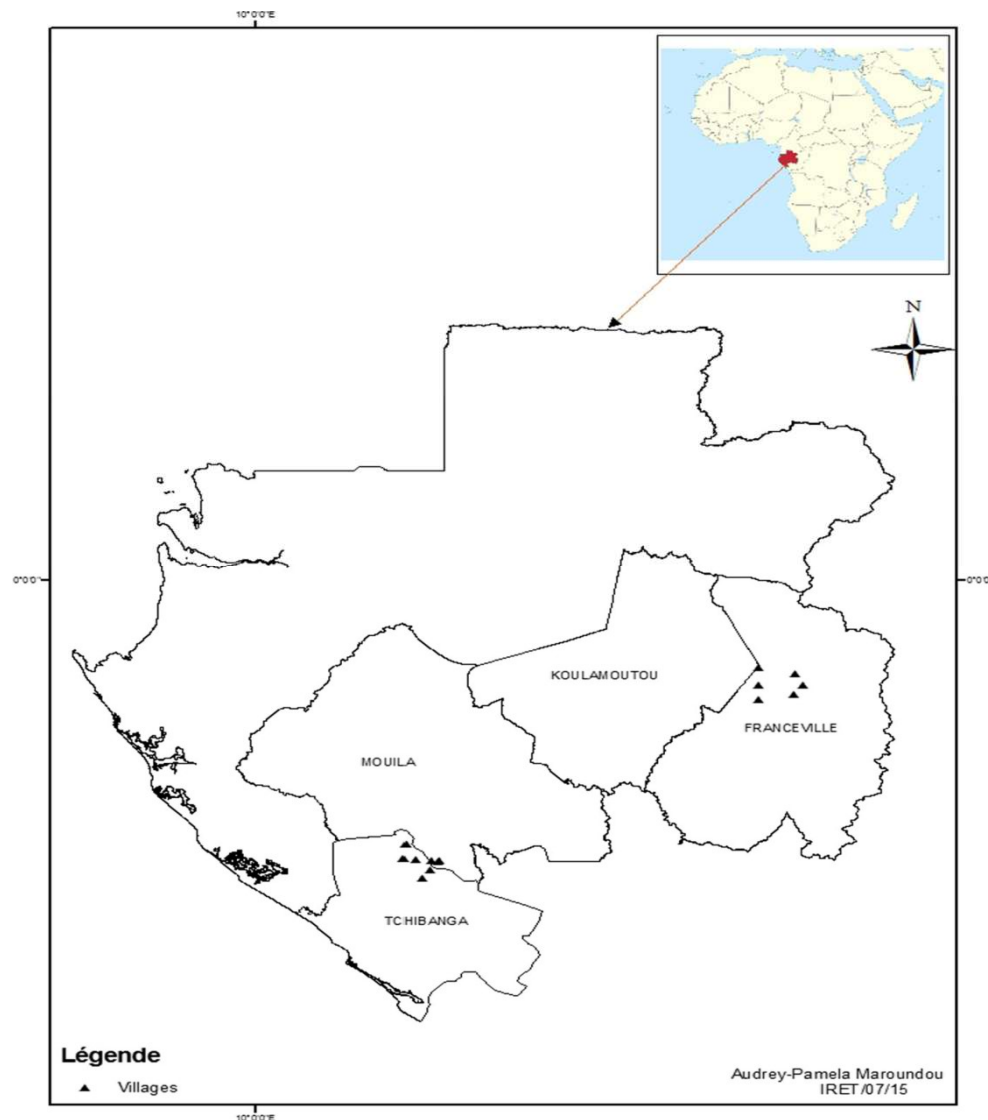 10°0'0"E
N
0°0'0"
0°0'0
KOULAMOUTOU
FRANCEVILLE
MOUILA
TCHIBANGA
Légende
Villages
Audrey-Pamela Maroundou
IRET/07/15
10°0'0"E